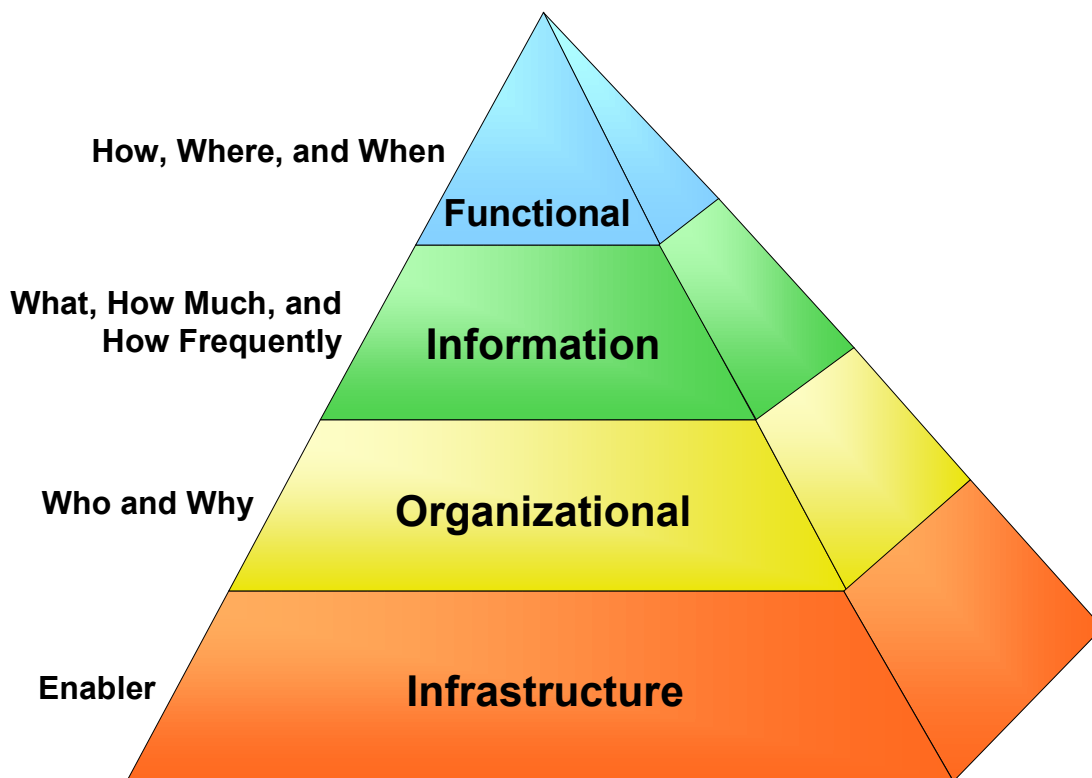 How, Where, and When
Functional
What, How Much, and
How Frequently
Information
Who and Why
Organizational
Enabler
Infrastructure